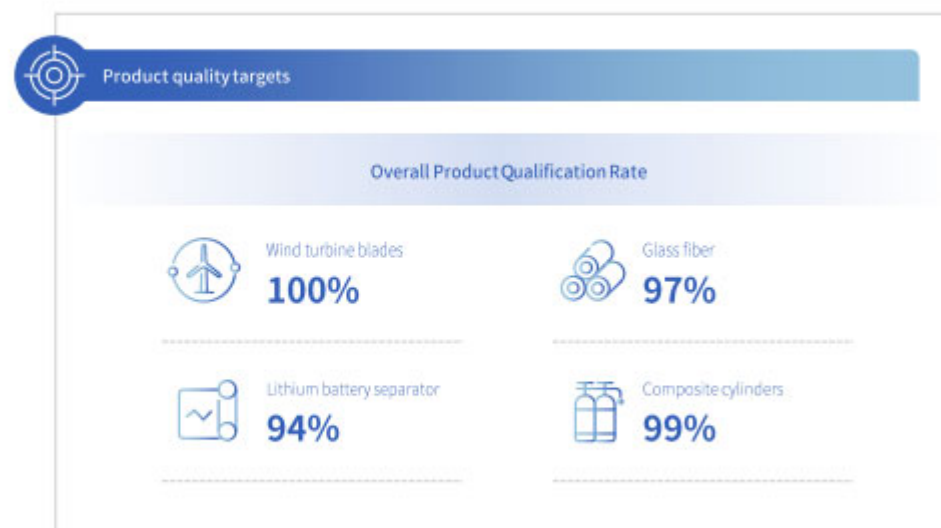 Product quality targets
Overall Product Qualification Rate
Wind turbine blades
100%
Glass fiber
97%
Lithium battery separator
94%
Composite cylinders
99%